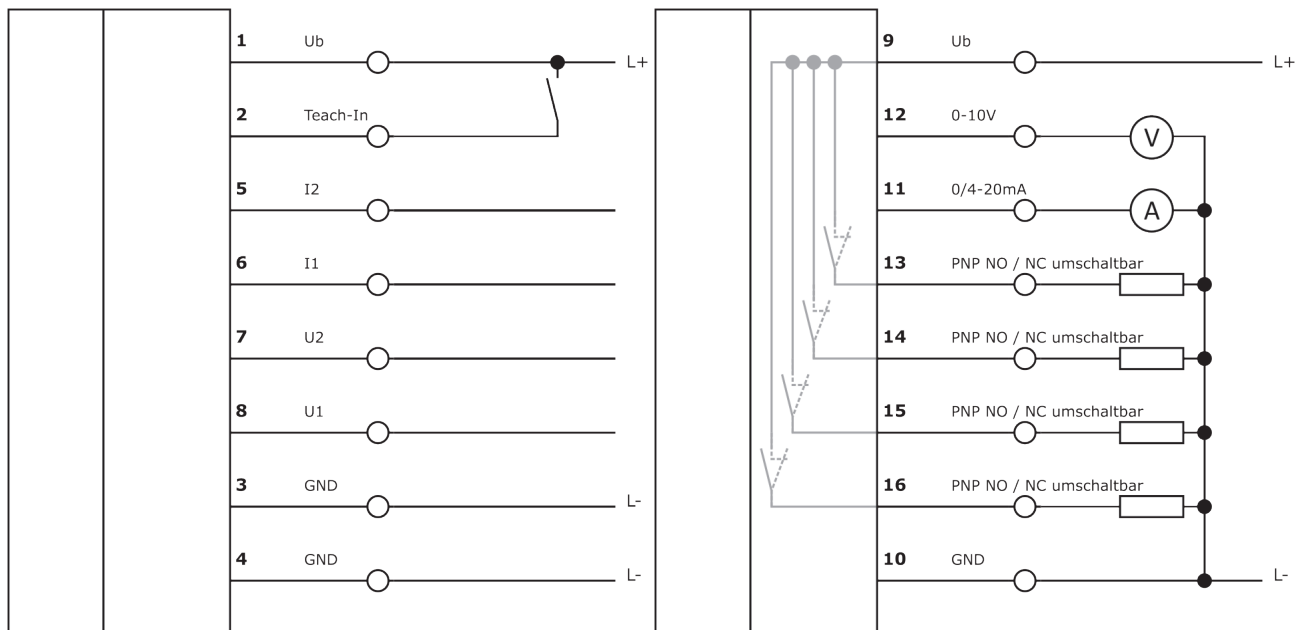 1 Ub L+
2 Teach-In
5 I2
6 I1
7 U2
8 U1
3 GND L-
4 GND L-
9 Ub L+
12 0-10V V
11 0/4-20mA A
13 PNP NO / NC umschaltbar
14 PNP NO / NC umschaltbar
15 PNP NO / NC umschaltbar
16 PNP NO / NC umschaltbar
10 GND L-